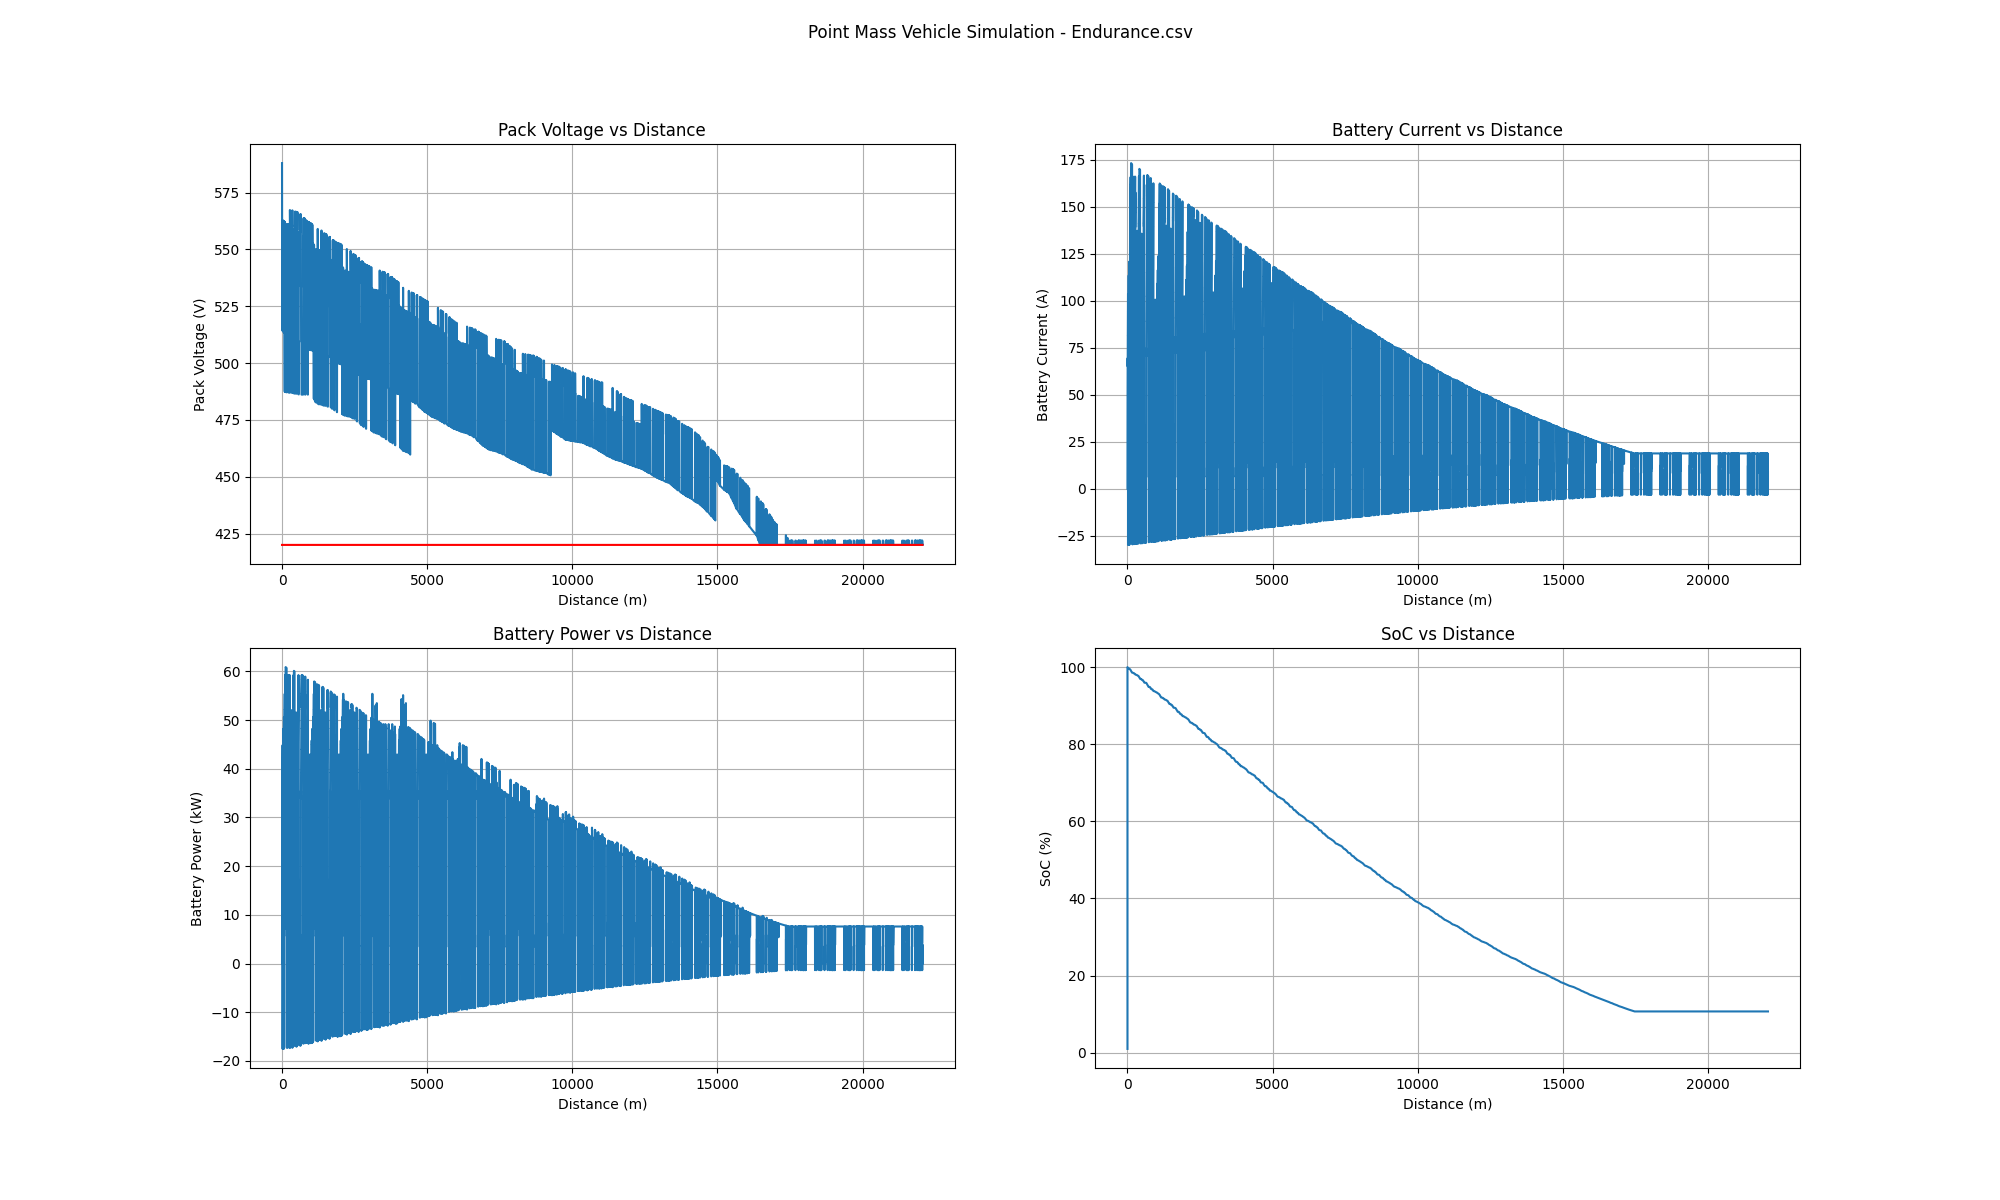 Point Mass Vehicle Simulation - Endurance.csv
Pack Voltage vs Distance
Pack Voltage (V)
575
550
525
500
475
450
425
0 5000 10000 15000 20000
Distance (m)
Battery Current vs Distance
Battery Current (A)
175
150
125
100
75
50
25
0
−25
0 5000 10000 15000 20000
Distance (m)
Battery Power vs Distance
Battery Power (kW)
60
50
40
30
20
10
0
−10
−20
0 5000 10000 15000 20000
Distance (m)
SoC vs Distance
SoC (%)
100
80
60
40
20
0
0 5000 10000 15000 20000
Distance (m)